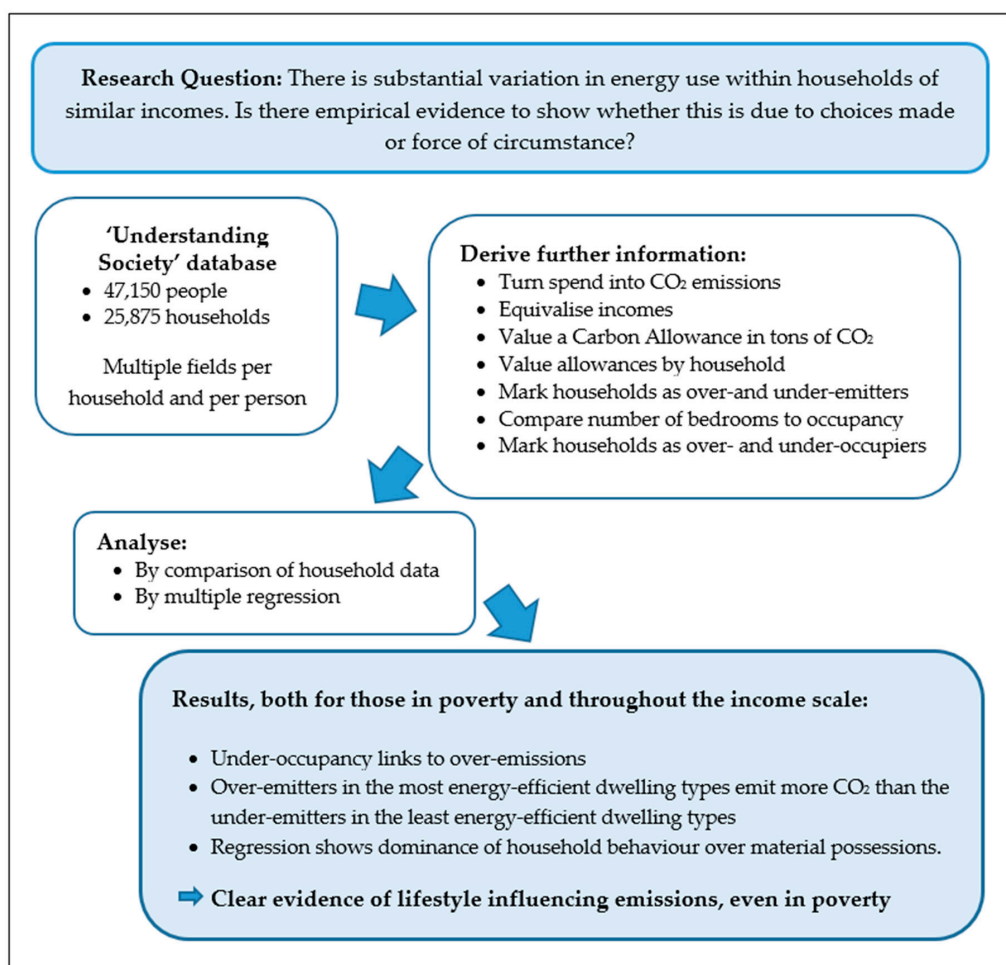 Research Question: There is substantial variation in energy use within households of
similar incomes. Is there empirical evidence to show whether this is due to choices made
or force of circumstance?
‘Understanding
Society’ database
• 47,150 people
• 25,875 households
Multiple fields per
household and per person
Derive further information:
• Turn spend into CO₂ emissions
• Equivalise incomes
• Value a Carbon Allowance in tons of CO₂
• Value allowances by household
• Mark households as over-and under-emitters
• Compare number of bedrooms to occupancy
• Mark households as over- and under-occupiers
Analyse:
• By comparison of household data
• By multiple regression
Results, both for those in poverty and throughout the income scale:
• Under-occupancy links to over-emissions
• Over-emitters in the most energy-efficient dwelling types emit more CO₂ than the
under-emitters in the least energy-efficient dwelling types
• Regression shows dominance of household behaviour over material possessions.
Clear evidence of lifestyle influencing emissions, even in poverty